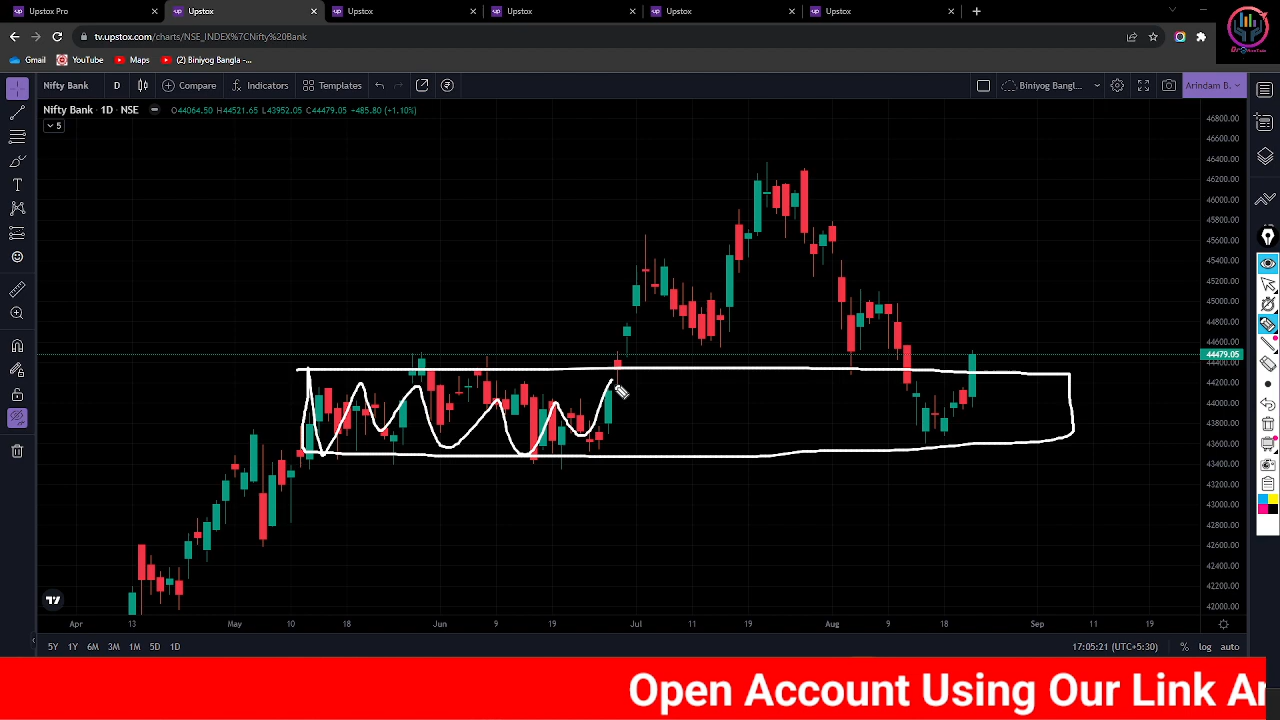 Upstox Pro
Upstox
Upstox
Upstox
Upstox
Upstox
tv.upstox.com/charts/NSE_INDEX%7CNifty%20Bank
Gmail
YouTube
Maps
(2) Biniyog Bangla -...
Nifty Bank
D
Compare
Indicators
Templates
Biniyog Bangl...
Arindam B.
Nifty Bank · 1D · NSE
O44064.50 H44521.65 L43952.05 C44479.05 +485.80 (+1.10%)
5
46800.00
46600.00
46400.00
46200.00
46000.00
45800.00
45600.00
45400.00
45200.00
45000.00
44800.00
44600.00
44479.05
44400.00
44200.00
44000.00
43800.00
43600.00
43400.00
43200.00
43000.00
42800.00
42600.00
42400.00
42200.00
42000.00
Apr
13
May
10
18
Jun
9
19
Jul
11
19
Aug
9
18
Sep
11
19
5Y
1Y
6M
3M
1M
5D
1D
17:05:21 (UTC+5:30)
%
log
auto
Open Account Using Our Link